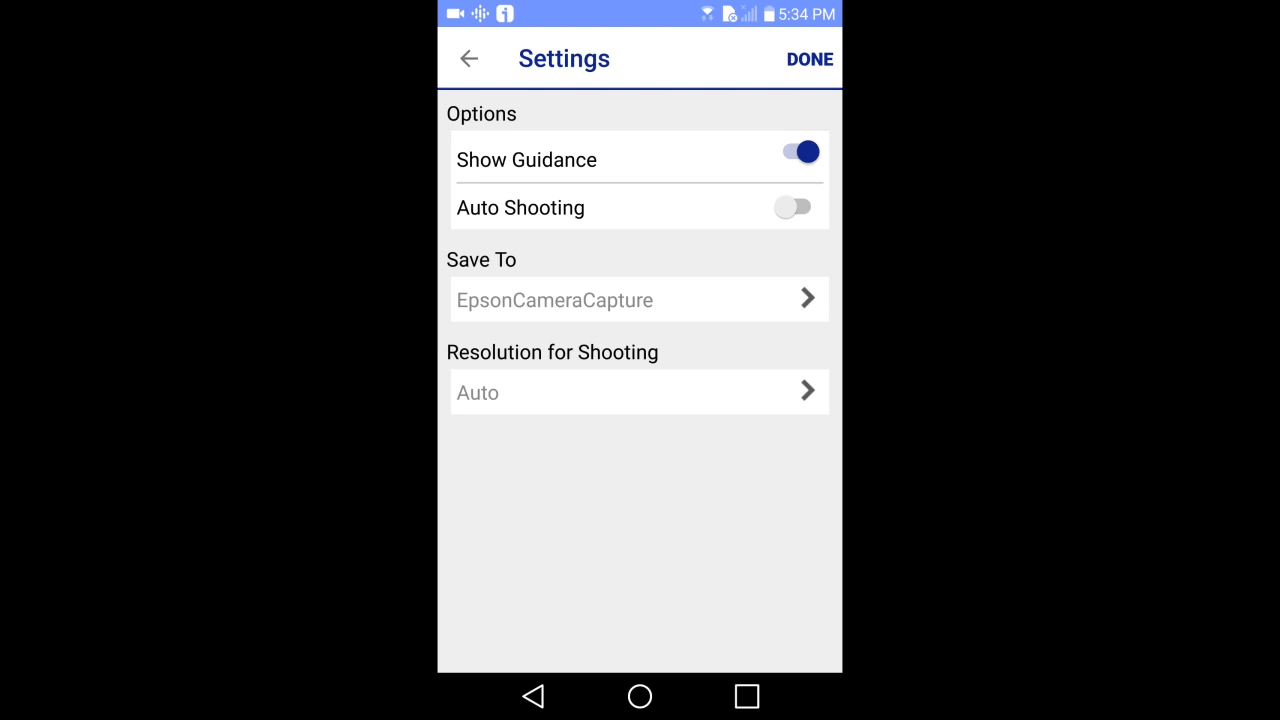 5:34 PM
Settings
DONE
Options
Show Guidance
Auto Shooting
Save To
EpsonCameraCapture
Resolution for Shooting
Auto